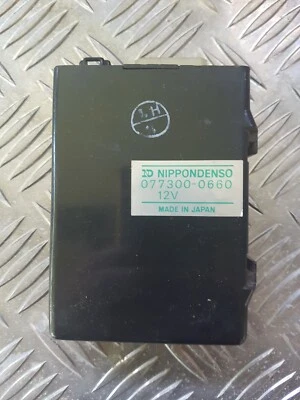 NIPPONDENSO
077300-0660
12V
MADE IN JAPAN